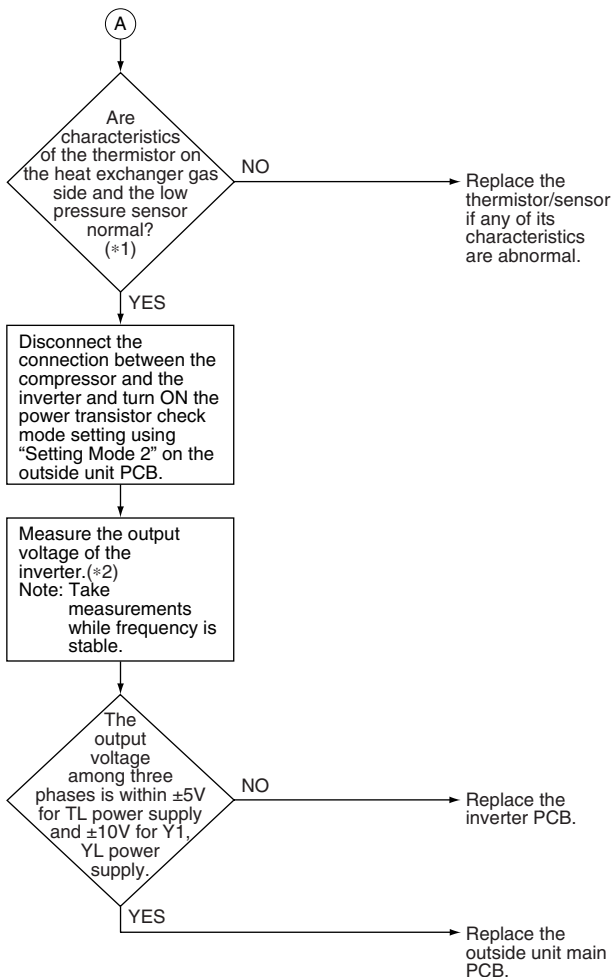 A
Are
characteristics
of the thermistor on
the heat exchanger gas
side and the low
pressure sensor
normal?
(*1)
NO
Replace the
thermistor/sensor
if any of its
characteristics
are abnormal.
YES
Disconnect the
connection between the
compressor and the
inverter and turn ON the
power transistor check
mode setting using
“Setting Mode 2” on the
outside unit PCB.
Measure the output
voltage of the
inverter.(*2)
Note: Take
measurements
while frequency is
stable.
The
output
voltage
among three
phases is within ±5V
for TL power supply
and ±10V for Y1,
YL power
supply.
NO
Replace the
inverter PCB.
YES
Replace the
outside unit main
PCB.